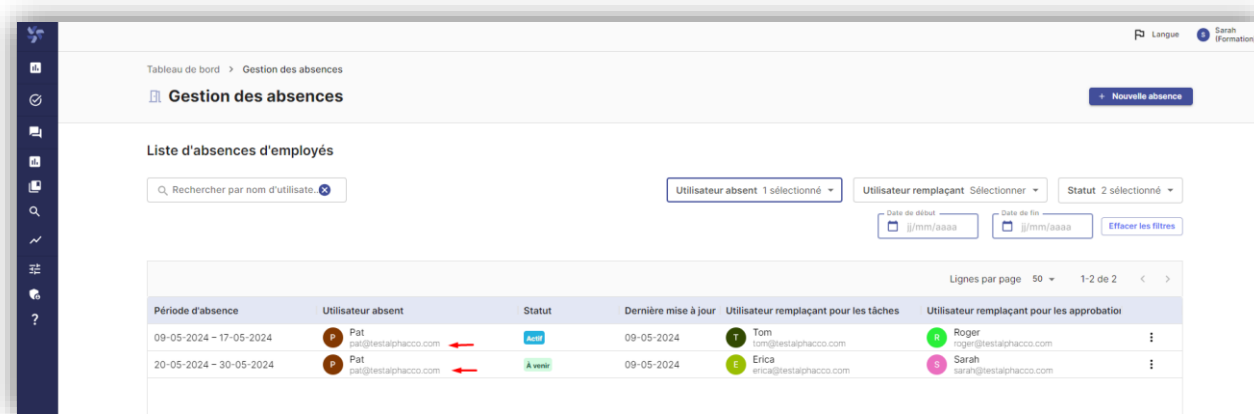 Langue
S
Sarah
(Formation)
Tableau de bord > Gestion des absences
Gestion des absences
+ Nouvelle absence
Liste d'absences d'employés
Rechercher par nom d'utilisate..
Utilisateur absent 1 sélectionné
Utilisateur remplaçant Sélectionner
Statut 2 sélectionné
Date de début
jj/mm/aaaa
Date de fin
jj/mm/aaaa
Effacer les filtres
Lignes par page 50 1-2 de 2 < >
Période d'absence Utilisateur absent Statut Dernière mise à jour Utilisateur remplaçant pour les tâches Utilisateur remplaçant pour les approbation
09-05-2024 – 17-05-2024 P Pat Actif 09-05-2024 T Tom R Roger
pat@testalphacco.com tom@testalphacco.com roger@testalphacco.com
20-05-2024 – 30-05-2024 P Pat À venir 09-05-2024 E Erica S Sarah
pat@testalphacco.com erica@testalphacco.com sarah@testalphacco.com
?